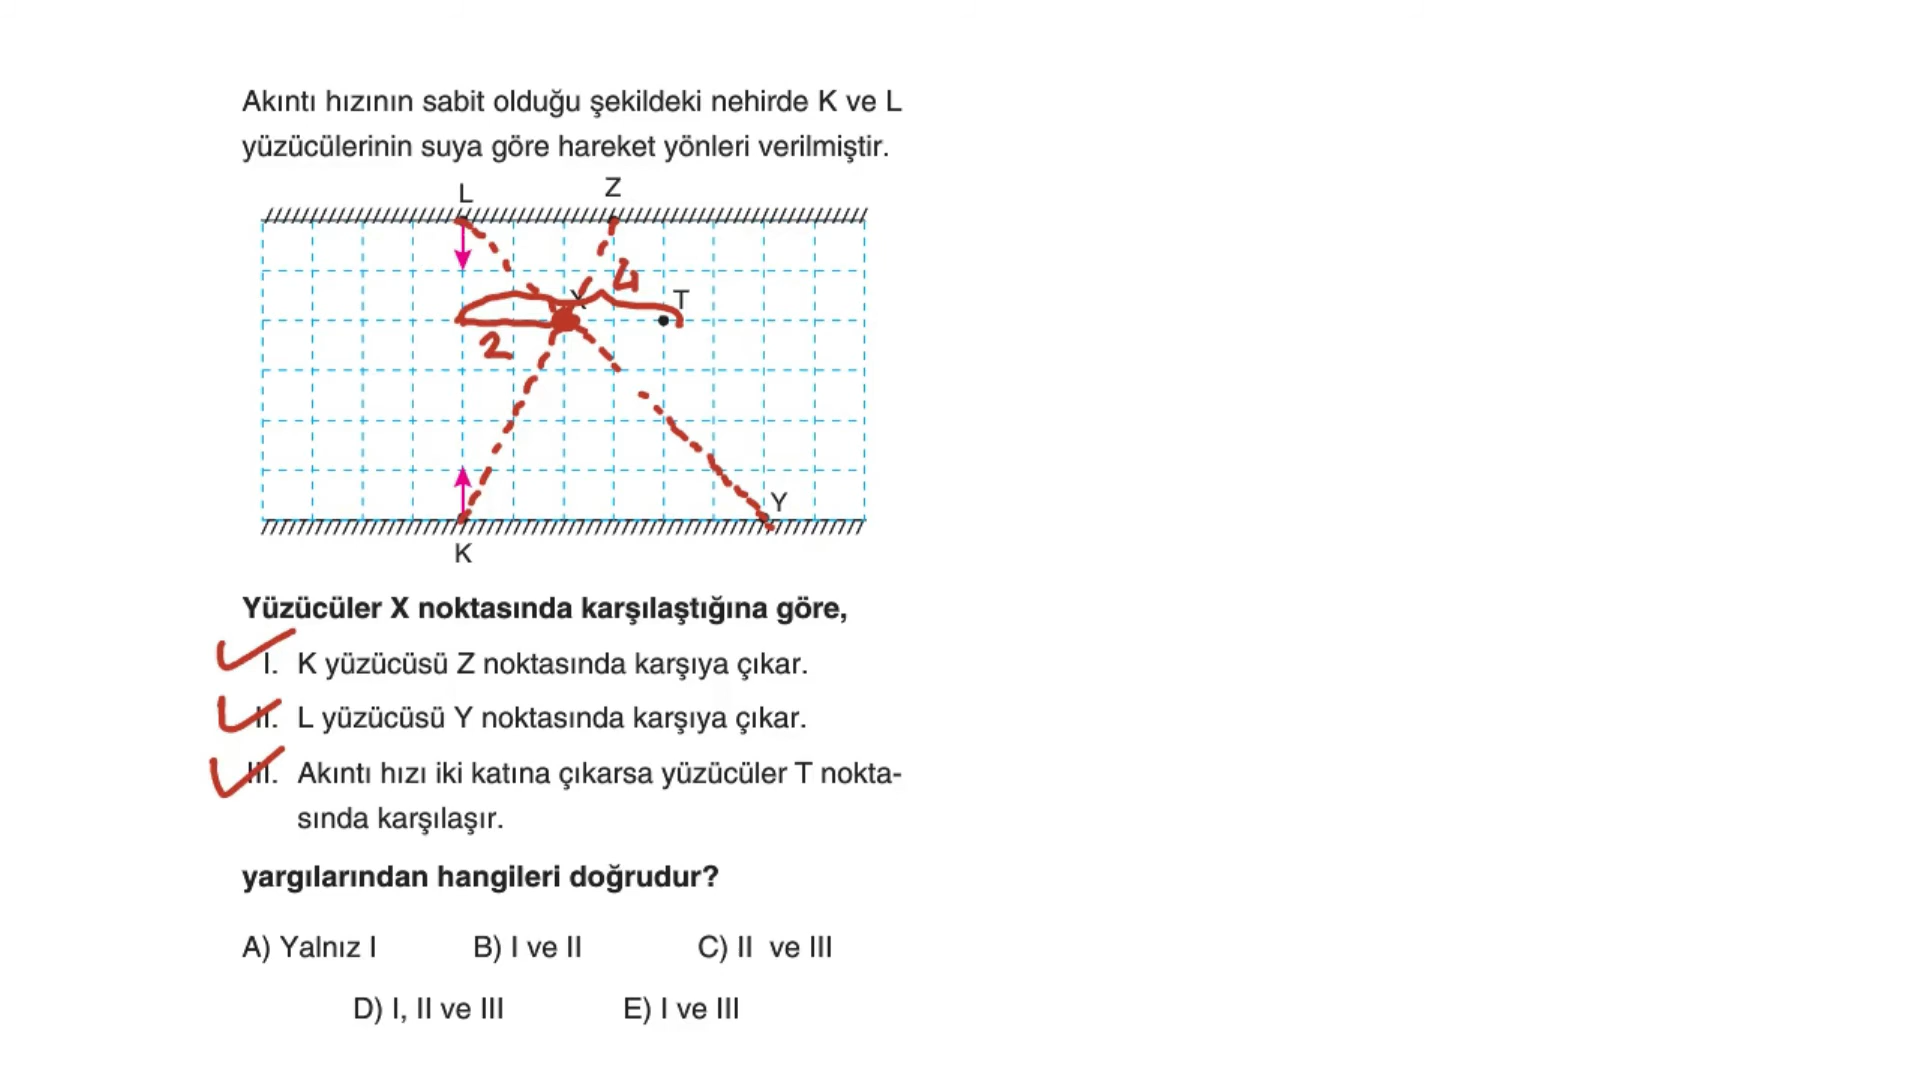 Akıntı hızının sabit olduğu şekildeki nehirde K ve L
yüzücülerinin suya göre hareket yönleri verilmiştir.
L
Z
4
X
T
2
Y
K
Yüzücüler X noktasında karşılaştığına göre,
I. K yüzücüsü Z noktasında karşıya çıkar.
II. L yüzücüsü Y noktasında karşıya çıkar.
III. Akıntı hızı iki katına çıkarsa yüzücüler T nokta-
sında karşılaşır.
yargılarından hangileri doğrudur?
A) Yalnız I B) I ve II C) II ve III
D) I, II ve III E) I ve III